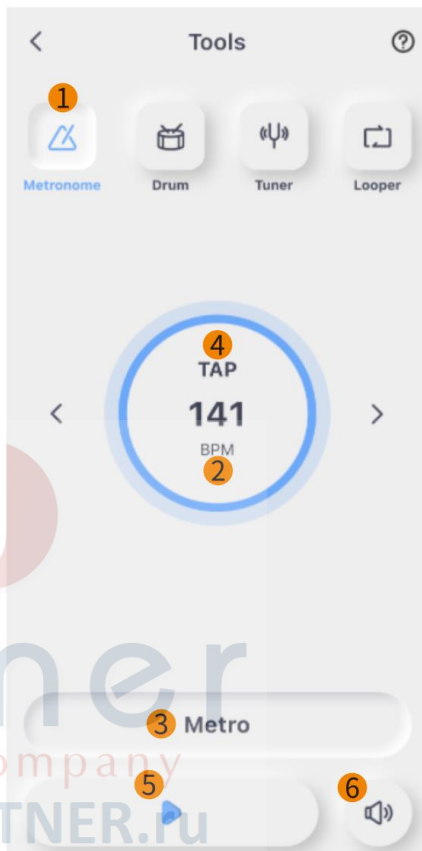 Tools
1
Metronome Drum Tuner Looper
4
TAP
141
BPM
2
ner
3 Metro
ompany
5 6
TNER.ru